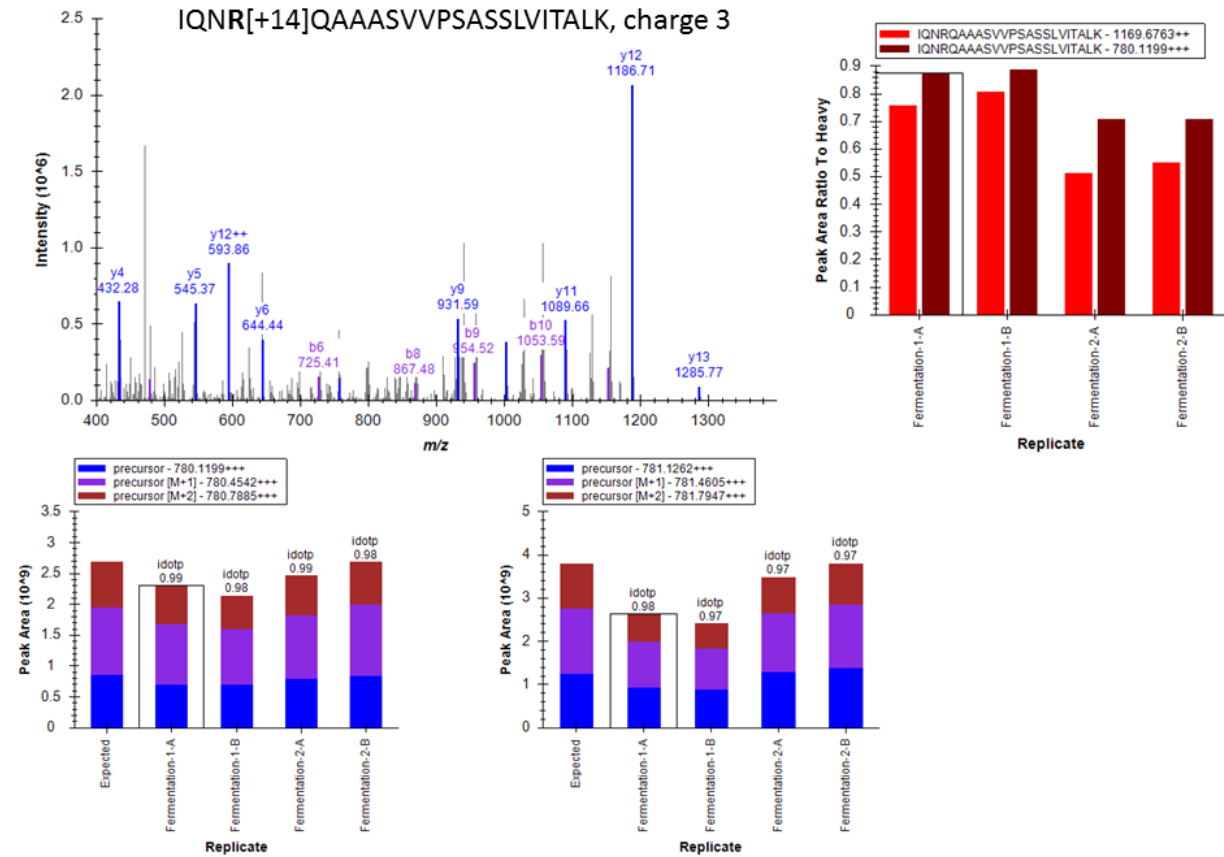 IQNR[+14]QAAASVVPSASSLVITALK, charge 3
2.5
2.0
1.5
1.0
0.5
0.0
Intensity (10^6)
y12
1186.71
y12++
593.86
y4
432.28
y5
545.37
y6
644.44
y9
931.59
y11
1089.66
b10
1053.59
b9
954.52
b6
725.41
b8
867.48
y13
1285.77
400 500 600 700 800 900 1000 1100 1200 1300
m/z
IQNRQAAASVVPSASSLVITALK - 1169.6763++
IQNRQAAASVVPSASSLVITALK - 780.1199+++
0.9
0.8
0.7
0.6
0.5
0.4
0.3
0.2
0.1
0
Peak Area Ratio To Heavy
Fermentation-1-A
Fermentation-1-B
Fermentation-2-A
Fermentation-2-B
Replicate
precursor - 780.1199+++
precursor [M+1] - 780.4542+++
precursor [M+2] - 780.7885+++
3.5
3
2.5
2
1.5
1
0.5
0
Peak Area (10^9)
idotp
0.99
idotp
0.98
idotp
0.99
idotp
0.98
Expected
Fermentation-1-A
Fermentation-1-B
Fermentation-2-A
Fermentation-2-B
Replicate
precursor - 781.1262+++
precursor [M+1] - 781.4605+++
precursor [M+2] - 781.7947+++
5
4
3
2
1
0
Peak Area (10^9)
idotp
0.98
idotp
0.97
idotp
0.97
idotp
0.97
Expected
Fermentation-1-A
Fermentation-1-B
Fermentation-2-A
Fermentation-2-B
Replicate